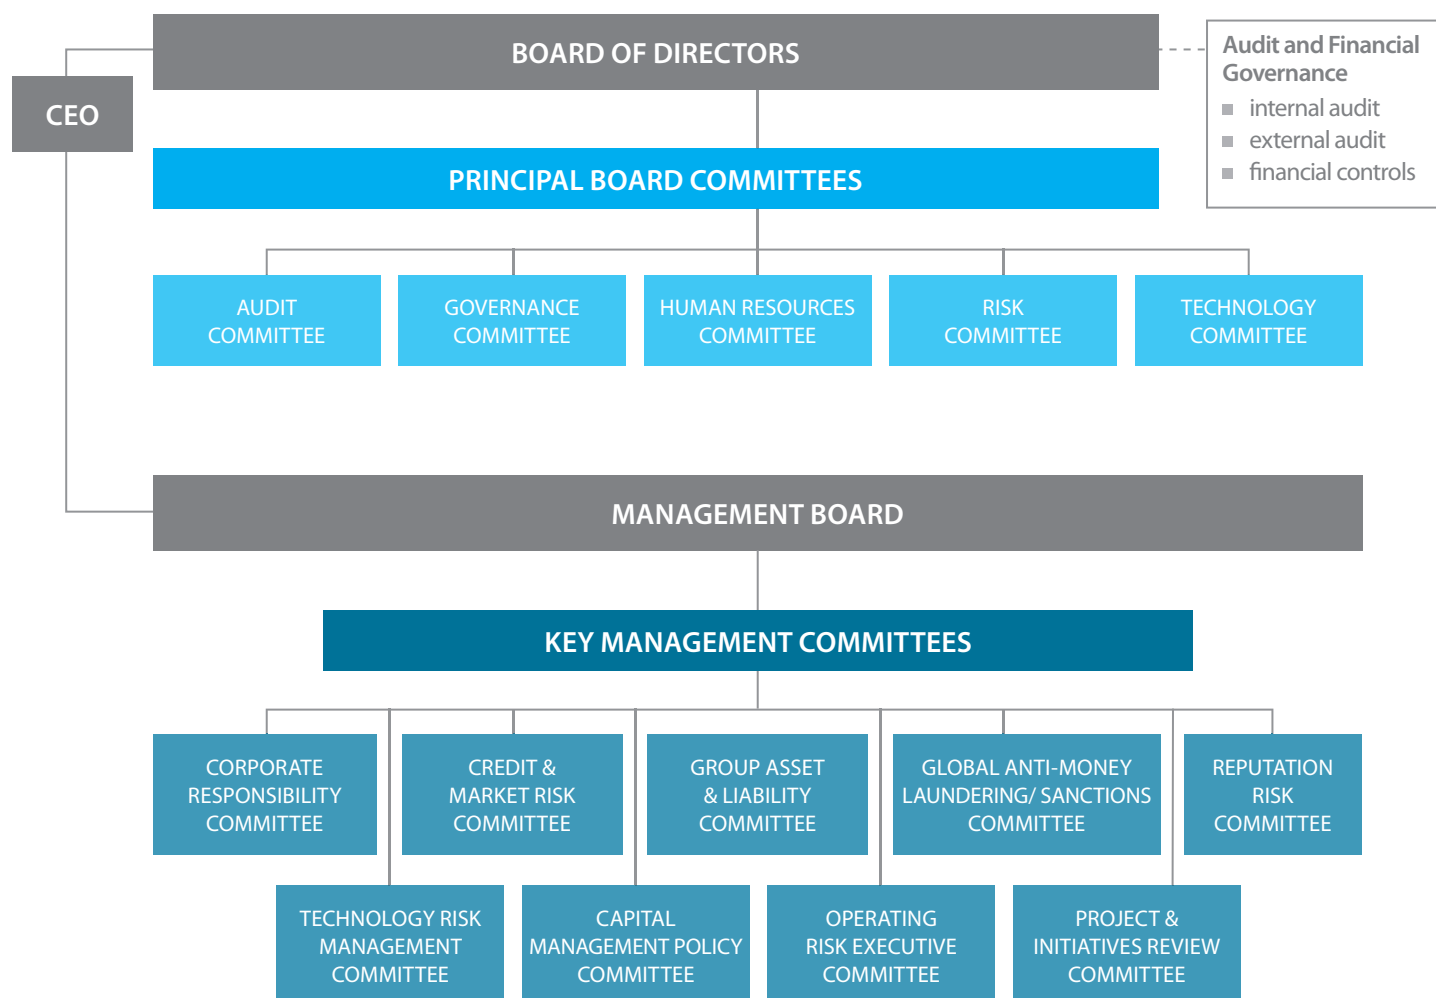 BOARD OF DIRECTORS
Audit and Financial
Governance
internal audit
external audit
financial controls
CEO
PRINCIPAL BOARD COMMITTEES
AUDIT
COMMITTEE
GOVERNANCE
COMMITTEE
HUMAN RESOURCES
COMMITTEE
RISK
COMMITTEE
TECHNOLOGY
COMMITTEE
MANAGEMENT BOARD
KEY MANAGEMENT COMMITTEES
CORPORATE
RESPONSIBILITY
COMMITTEE
CREDIT &
MARKET RISK
COMMITTEE
GROUP ASSET
& LIABILITY
COMMITTEE
GLOBAL ANTI-MONEY
LAUNDERING/ SANCTIONS
COMMITTEE
REPUTATION
RISK
COMMITTEE
TECHNOLOGY RISK
MANAGEMENT
COMMITTEE
CAPITAL
MANAGEMENT POLICY
COMMITTEE
OPERATING
RISK EXECUTIVE
COMMITTEE
PROJECT &
INITIATIVES REVIEW
COMMITTEE